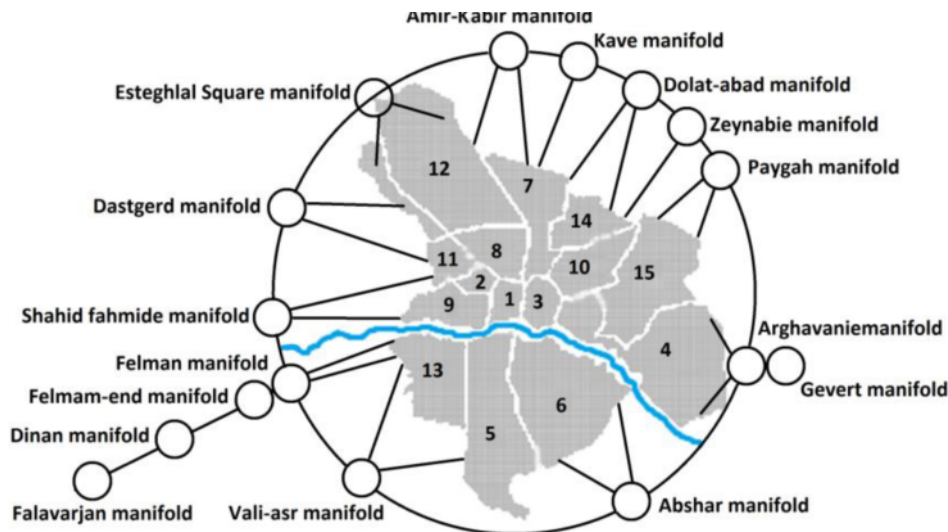 Amir-Kabir manifold
Kave manifold
Esteghlal Square manifold
Dolat-abad manifold
Zeynabie manifold
Paygah manifold
12
7
Dastgerd manifold
14
8
11
10
15
2
1
3
9
Shahid fahmide manifold
Arghavaniemanifold
4
Felman manifold
13
Gevert manifold
Felmam-end manifold
6
Dinan manifold
5
Falavarjan manifold
Vali-asr manifold
Abshar manifold